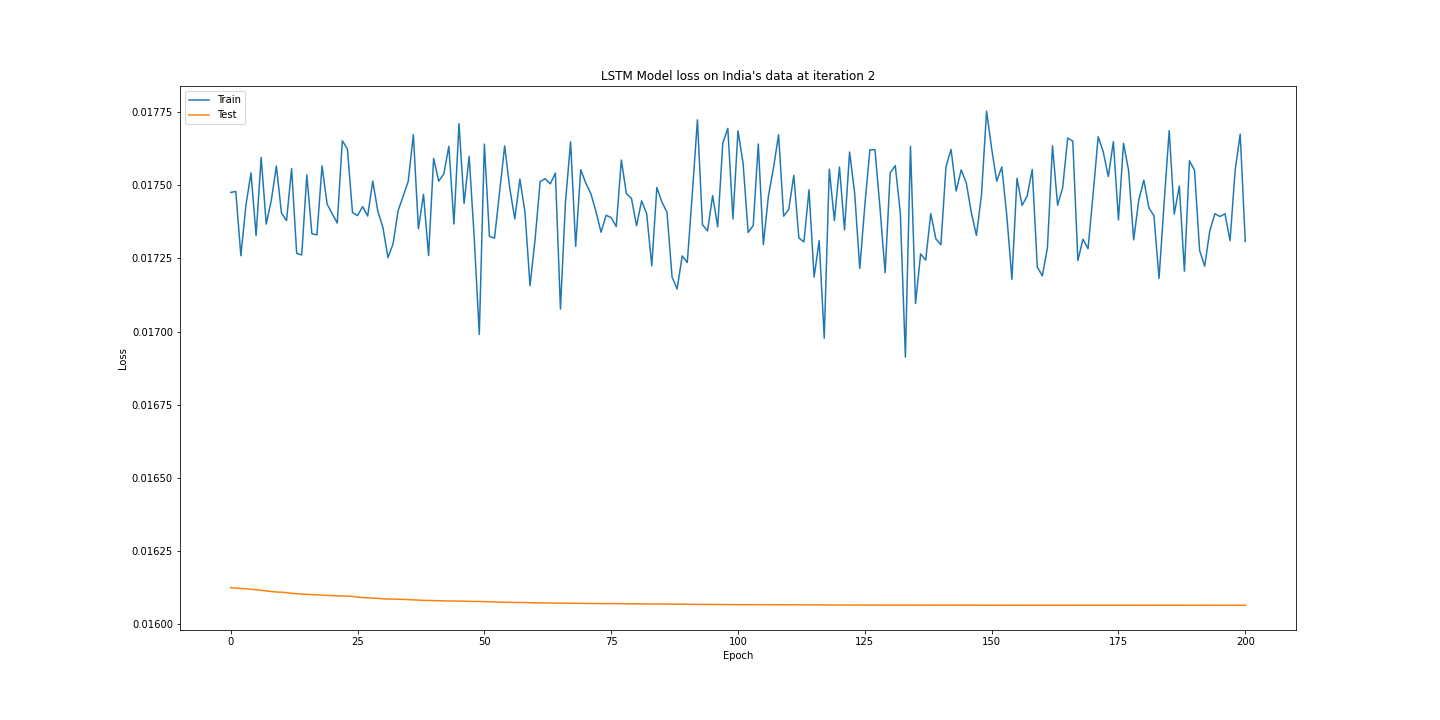 LSTM Model loss on India's data at iteration 2
Train
Test
0.01775
0.01750
0.01725
0.01700
0.01675
0.01650
0.01625
0.01600
Loss
0 25 50 75 100 125 150 175 200
Epoch